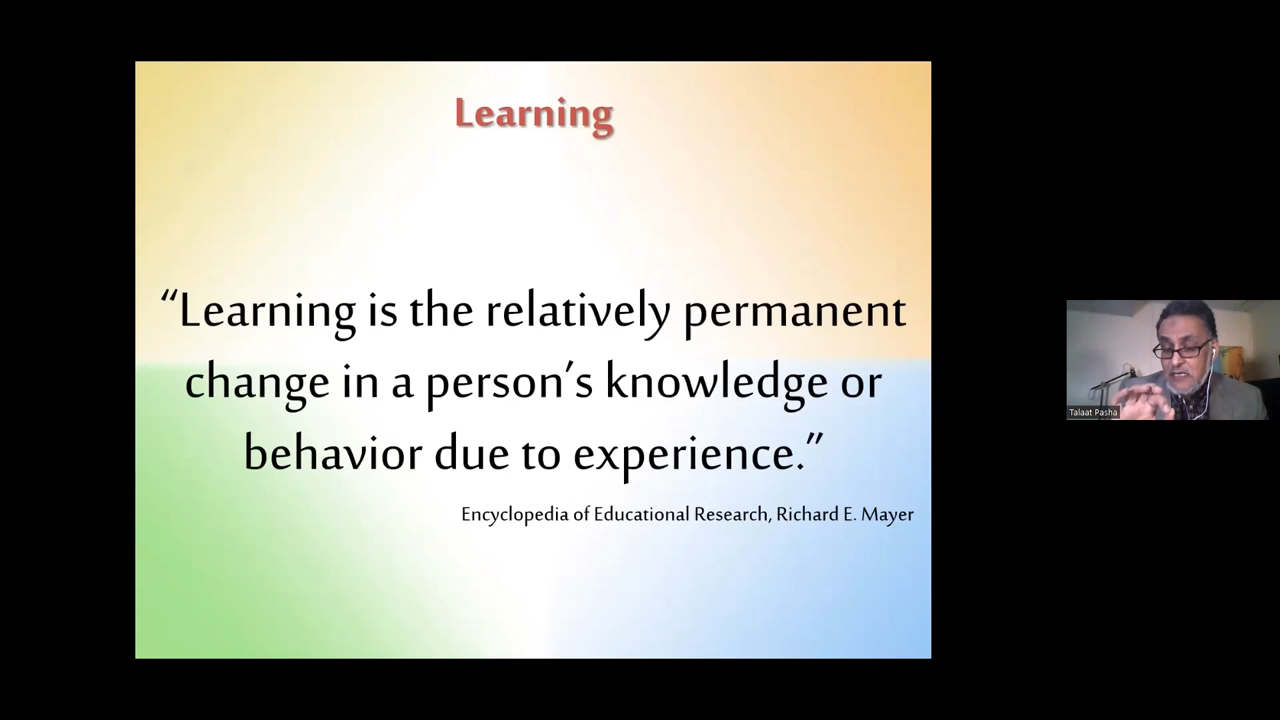 Learning
“Learning is the relatively permanent
change in a person’s knowledge or
behavior due to experience.”
Encyclopedia of Educational Research, Richard E. Mayer
Talaat Pasha